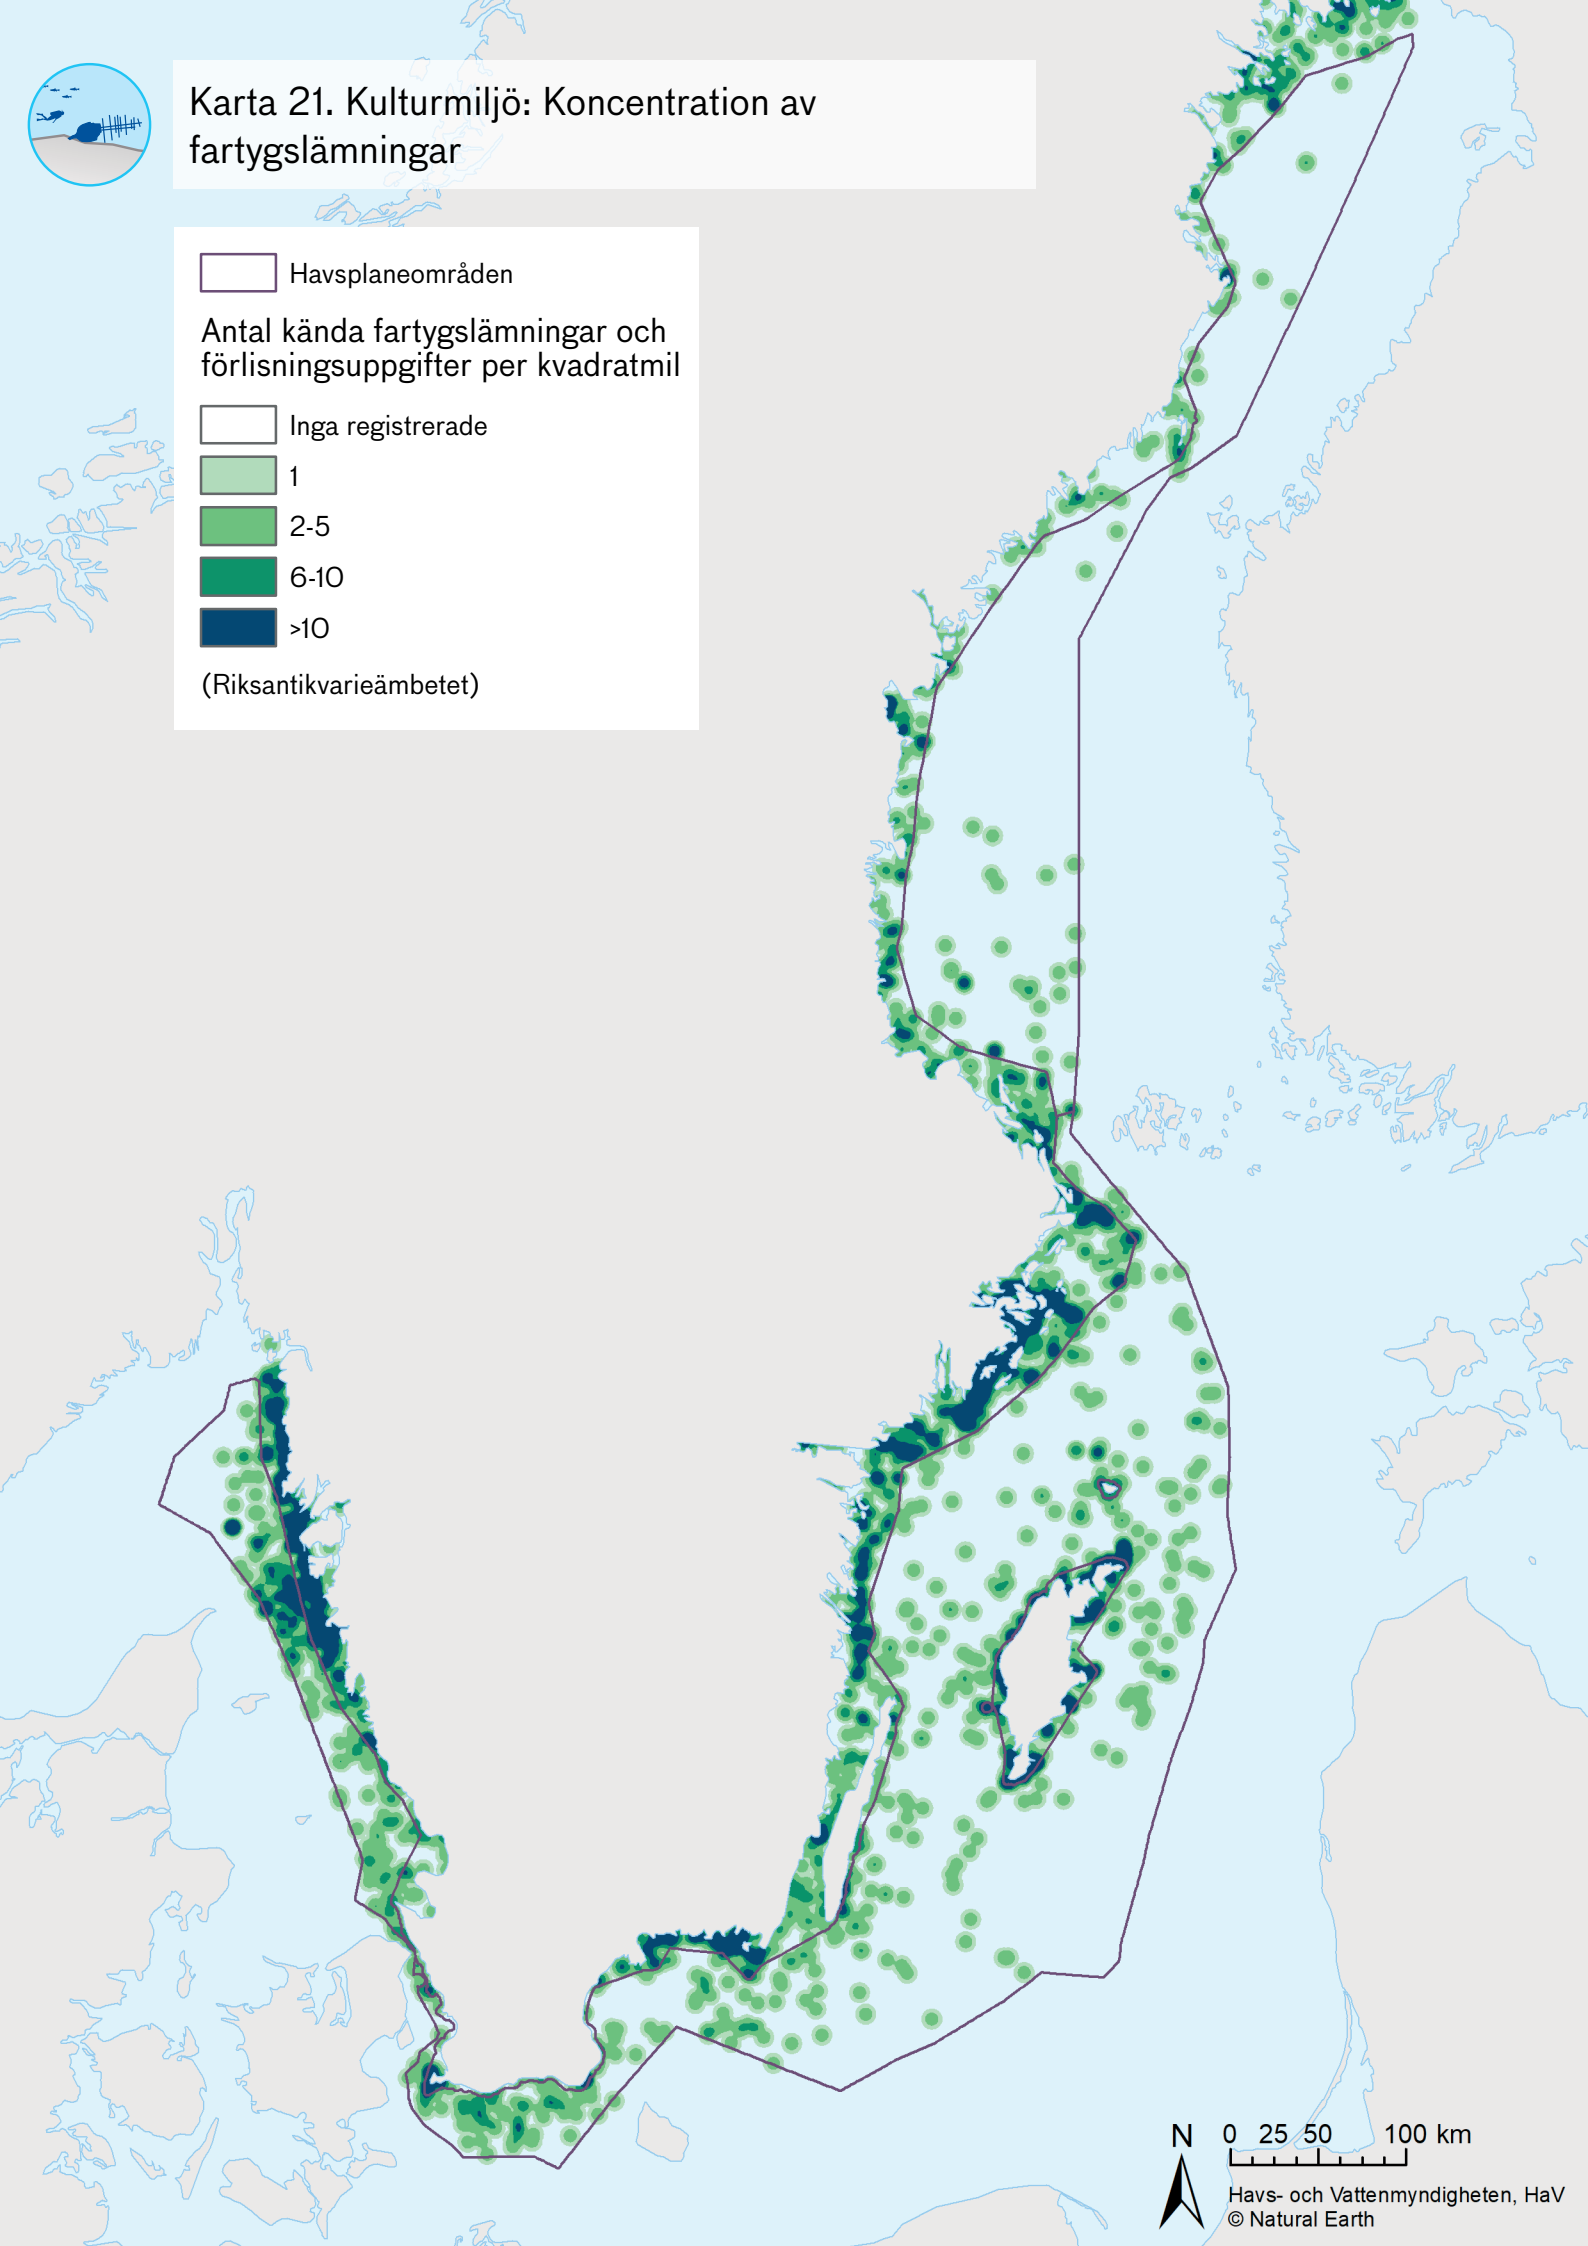 Karta 21. Kulturmiljö: Koncentration av
fartygslämningar
Havsplaneområden
Antal kända fartygslämningar och
förlisningsuppgifter per kvadratmil
Inga registrerade
1
2-5
6-10
>10
(Riksantikvarieämbetet)
N 0 25 50 100 km
Havs- och Vattenmyndigheten, HaV
© Natural Earth